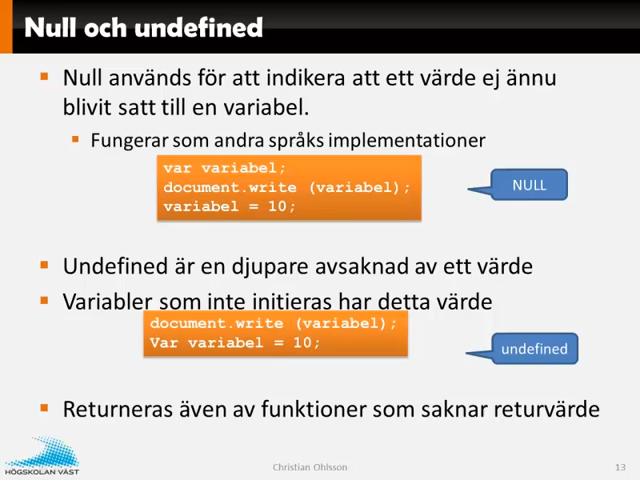 Null och undefined
Null används för att indikera att ett värde ej ännu
blivit satt till en variabel.
Fungerar som andra språks implementationer
var variabel;
document.write (variabel);
variabel = 10;
NULL
Undefined är en djupare avsaknad av ett värde
Variabler som inte initieras har detta värde
document.write (variabel);
Var variabel = 10;
undefined
Returneras även av funktioner som saknar returvärde
HÖGSKOLAN VÄST
Christian Ohlsson
13